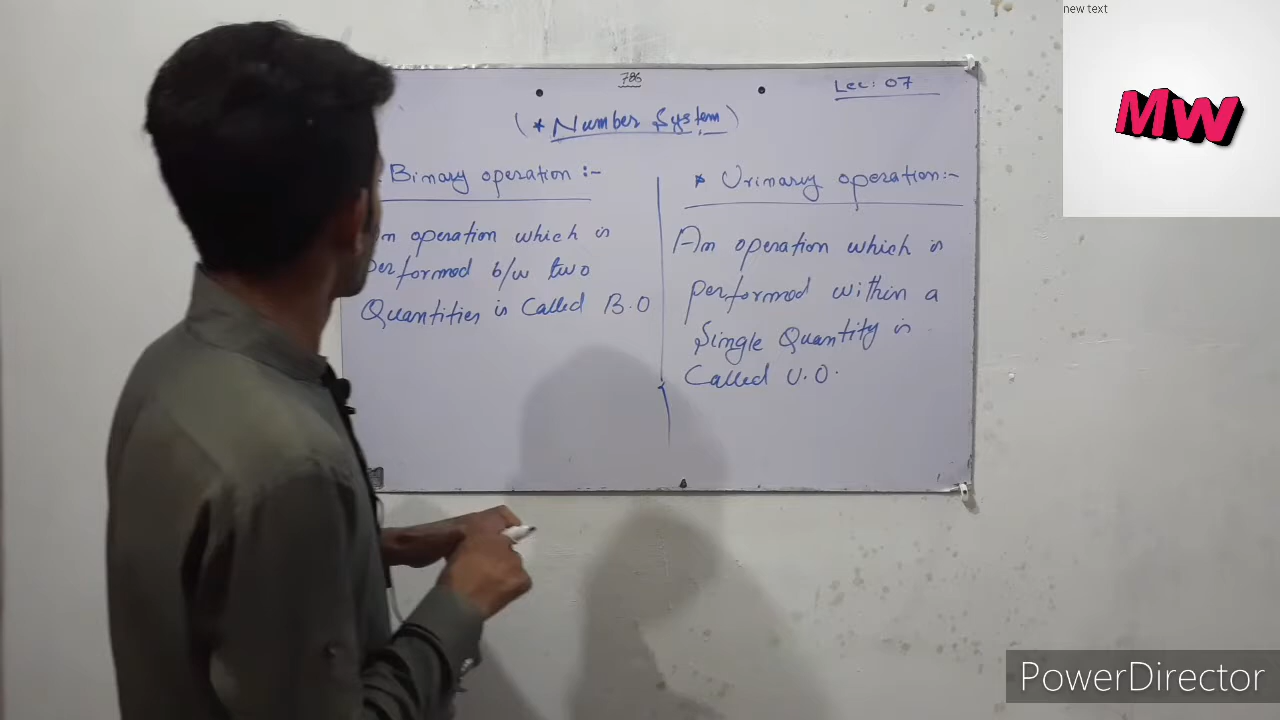 new text
MW
786
Lec: 07
(* Number System)
Binary operation :-
n operation which is
performed b/w two
Quantities is Called B.O
* Urinary operation:-
An operation which is
performed within a
Single Quantity is
Called U.O.
PowerDirector